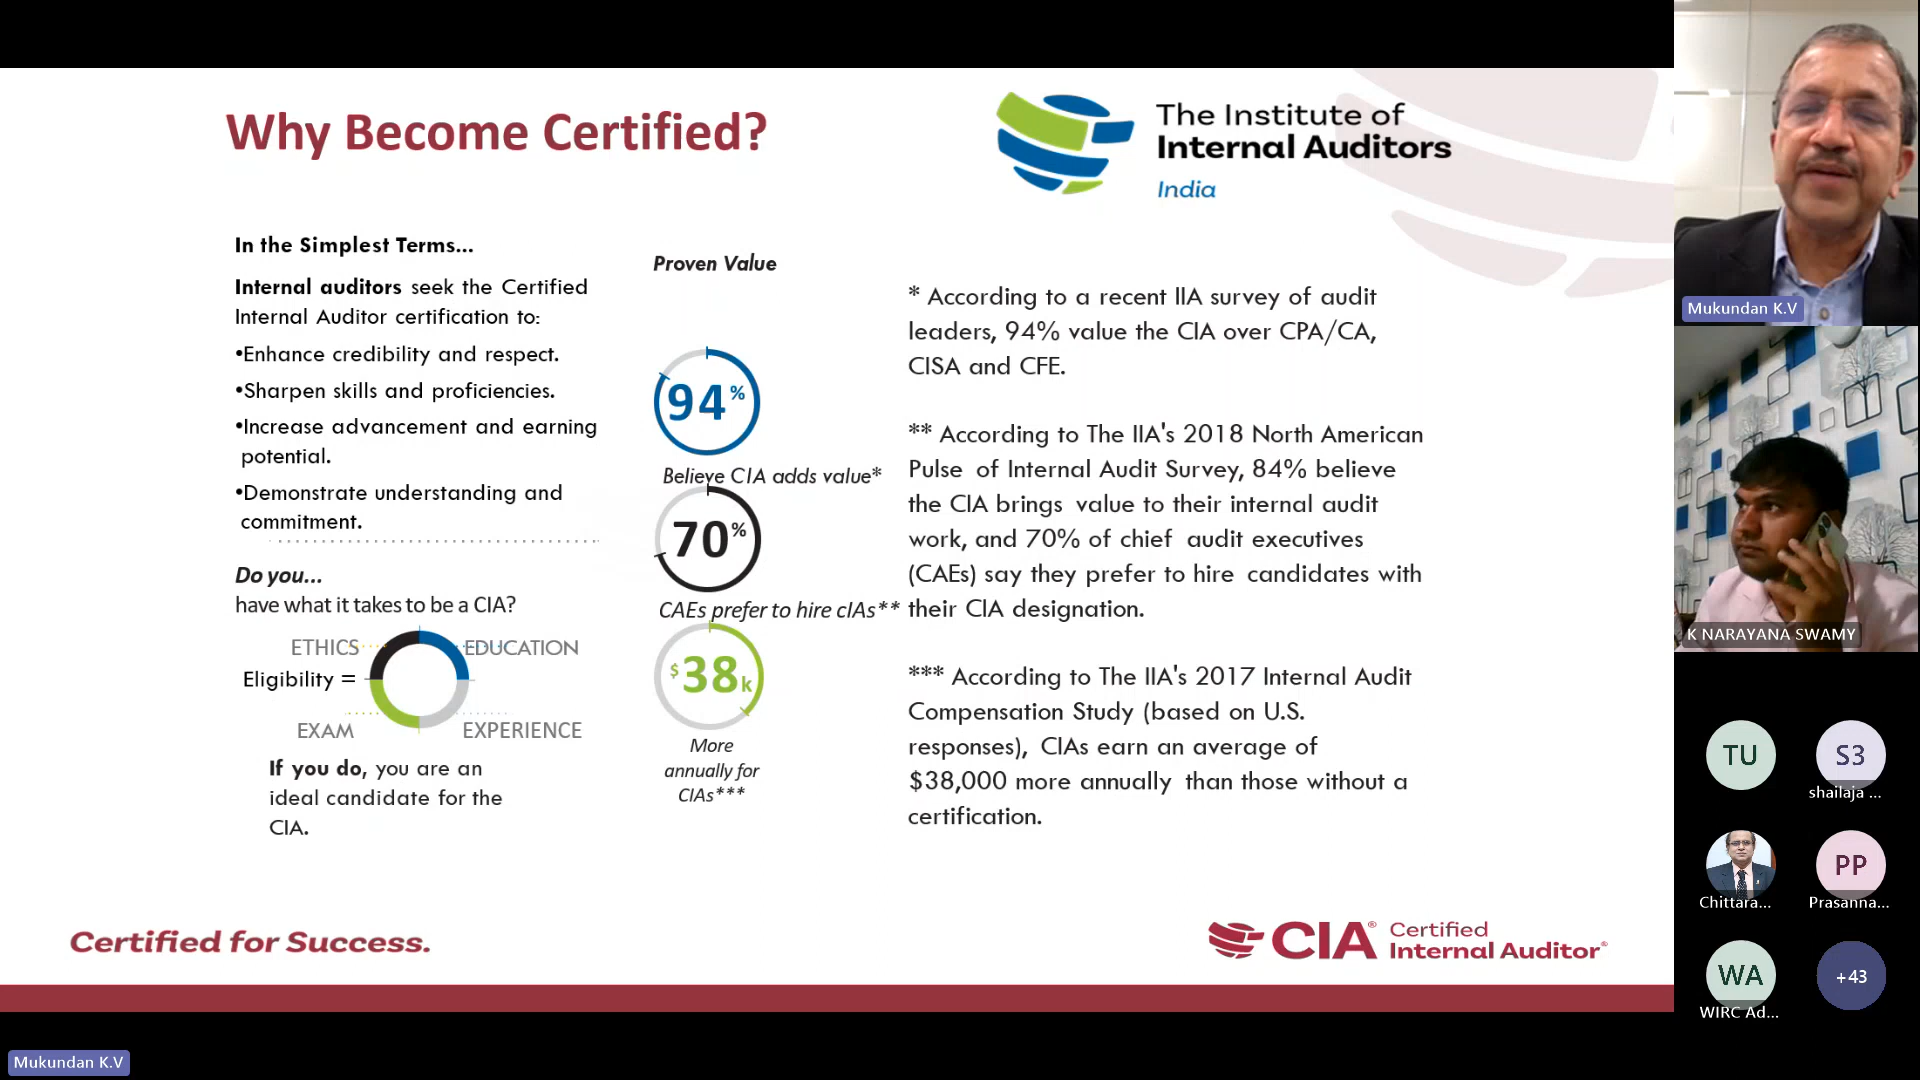 Why Become Certified?
The Institute of
Internal Auditors
India
In the Simplest Terms...
Internal auditors seek the Certified
Internal Auditor certification to:
•Enhance credibility and respect.
•Sharpen skills and proficiencies.
•Increase advancement and earning
potential.
•Demonstrate understanding and
commitment.
Do you...
have what it takes to be a CIA?
ETHICS
EDUCATION
Eligibility =
EXAM
EXPERIENCE
If you do, you are an
ideal candidate for the
CIA.
Proven Value
94%
Believe CIA adds value*
70%
CAEs prefer to hire cIAs**
$38k
More
annually for
CIAs***
* According to a recent IIA survey of audit
leaders, 94% value the CIA over CPA/CA,
CISA and CFE.
** According to The IIA's 2018 North American
Pulse of Internal Audit Survey, 84% believe
the CIA brings value to their internal audit
work, and 70% of chief audit executives
(CAEs) say they prefer to hire candidates with
their CIA designation.
*** According to The IIA's 2017 Internal Audit
Compensation Study (based on U.S.
responses), CIAs earn an average of
$38,000 more annually than those without a
certification.
Certified for Success.
CIA® Certified
Internal Auditor®
Mukundan K.V
Mukundan K.V
K NARAYANA SWAMY
TU
S3
shailaja ...
Chittara...
PP
Prasanna...
WA
WIRC Ad...
+43